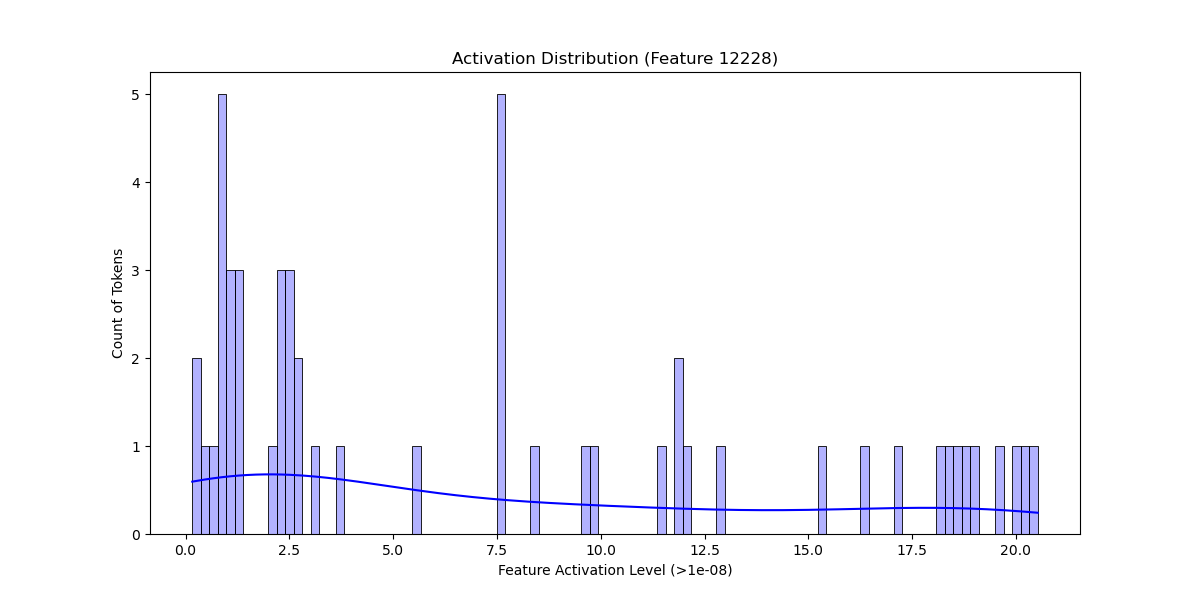 Activation Distribution (Feature 12228)
Count of Tokens
5
4
3
2
1
0
0.0 2.5 5.0 7.5 10.0 12.5 15.0 17.5 20.0
Feature Activation Level (>1e-08)